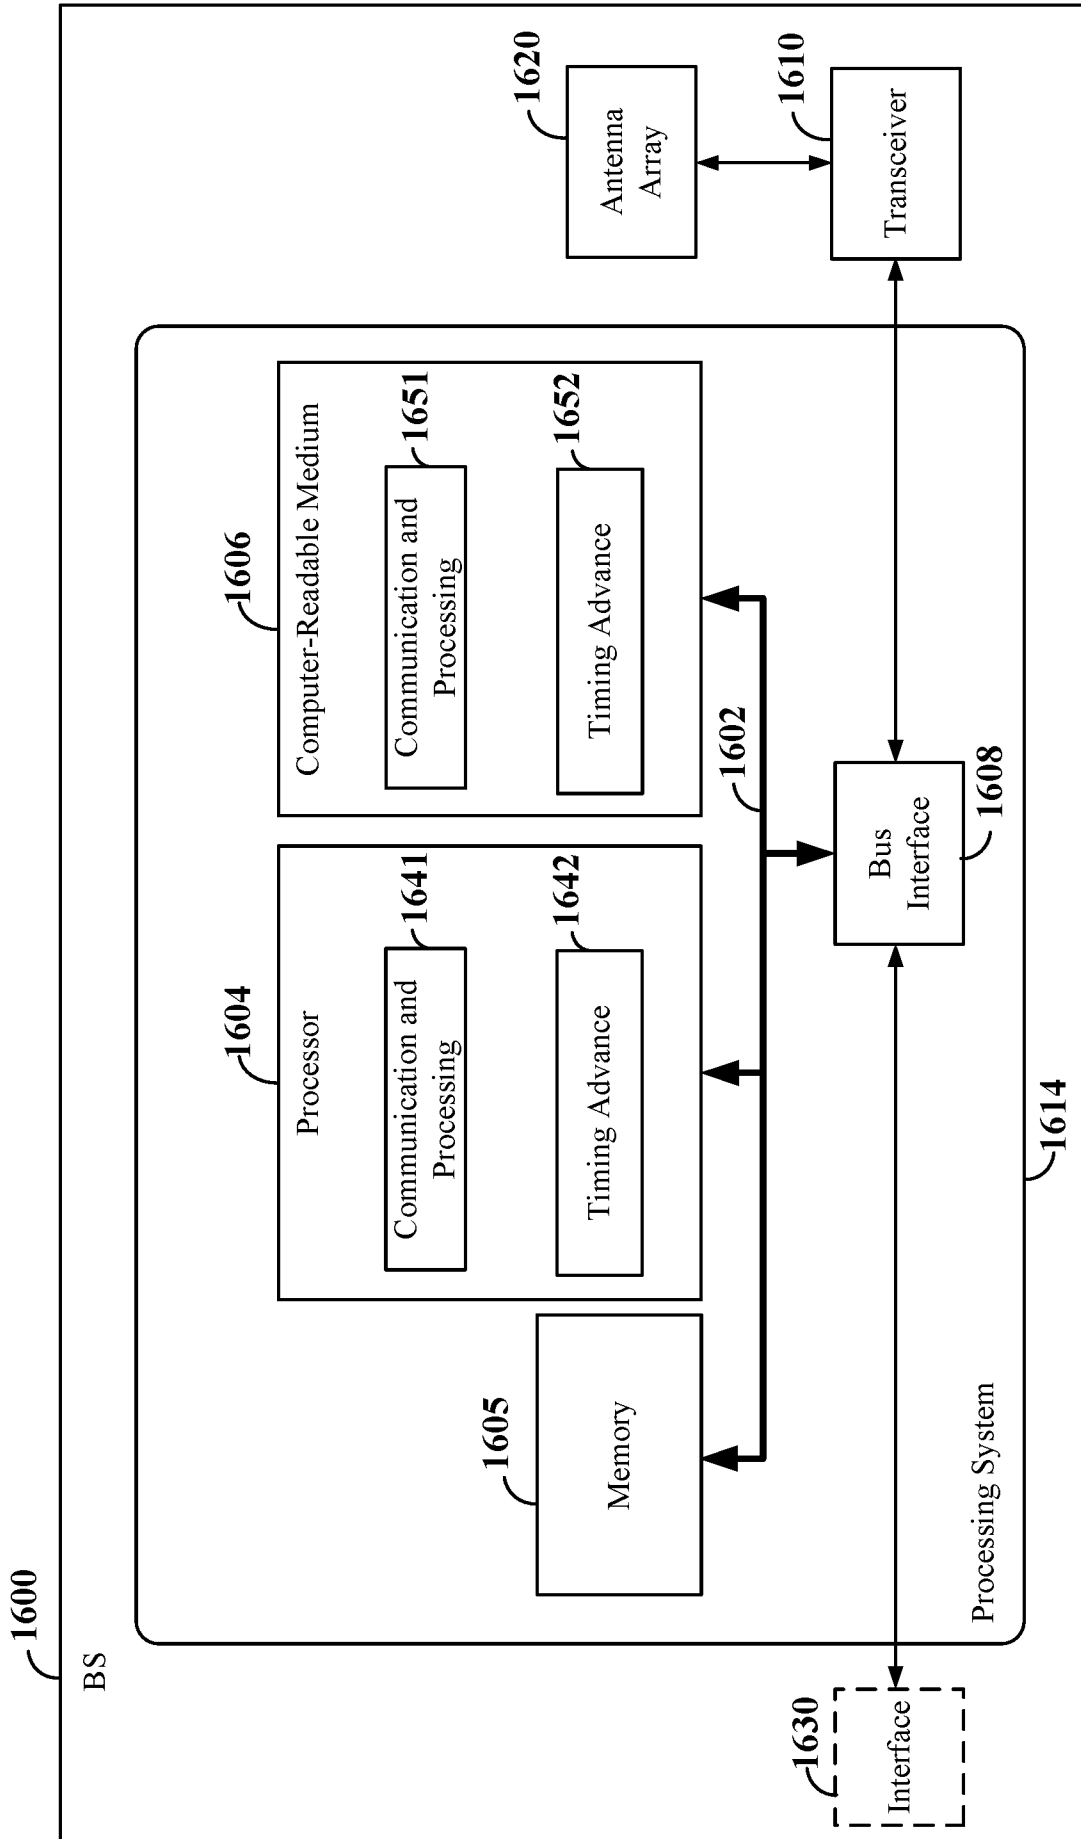 1600
BS
1604
Processor
1641
Communication and
Processing
1642
Timing Advance
1606
Computer-Readable Medium
1651
Communication and
Processing
1652
Timing Advance
1605
Memory
1602
1620
Antenna
Array
1630
Interface
Bus
Interface
1608
1610
Transceiver
Processing System
1614